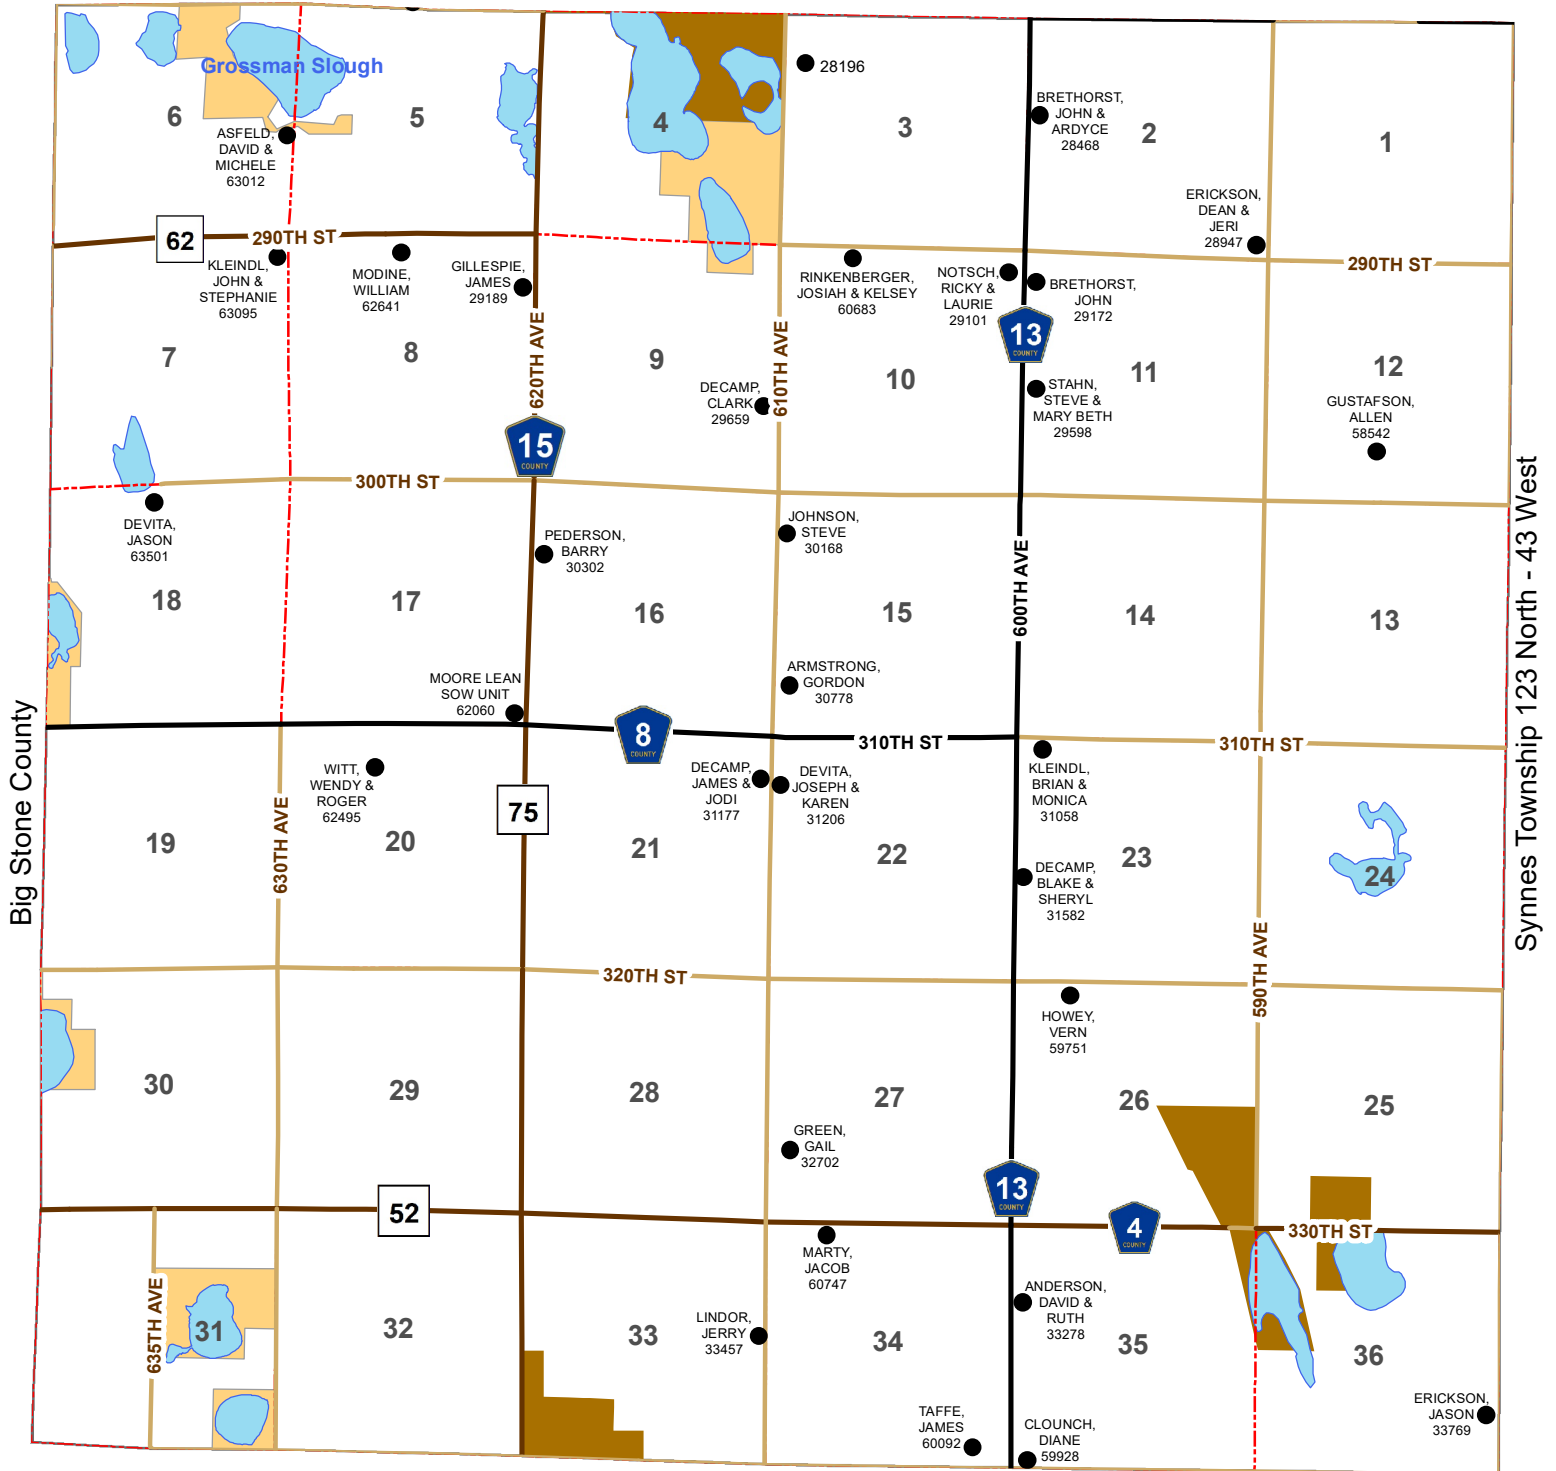 Grossman Slough
6
5
4
3
2
1
28196
BRETHORST,
JOHN &
ARDYCE
28468
ASFELD,
DAVID &
MICHELE
63012
ERICKSON,
DEAN &
JERI
28947
62
290TH ST
290TH ST
KLEINDL,
JOHN &
STEPHANIE
63095
MODINE,
WILLIAM
62641
GILLESPIE,
JAMES
29189
RINKENBERGER,
JOSIAH & KELSEY
60683
NOTSCH,
RICKY &
LAURIE
29101
BRETHORST,
JOHN
29172
13
COUNTY
620TH AVE
610TH AVE
7
8
9
10
11
12
DECAMP,
CLARK
29659
STAHN,
STEVE &
MARY BETH
29598
GUSTAFSON,
ALLEN
58542
15
COUNTY
300TH ST
DEVITA,
JASON
63501
PEDERSON,
BARRY
30302
JOHNSON,
STEVE
30168
600TH AVE
18
17
16
15
14
13
MOORE LEAN
SOW UNIT
62060
ARMSTRONG,
GORDON
30778
8
COUNTY
310TH ST
310TH ST
Big Stone County
Synnes Township 123 North - 43 West
WITT,
WENDY &
ROGER
62495
75
DECAMP,
JAMES &
JODI
31177
DEVITA,
JOSEPH &
KAREN
31206
KLEINDL,
BRIAN &
MONICA
31058
630TH AVE
19
20
21
22
23
24
DECAMP,
BLAKE &
SHERYL
31582
320TH ST
590TH AVE
HOWEY,
VERN
59751
30
29
28
27
26
25
GREEN,
GAIL
32702
13
COUNTY
52
4
COUNTY
330TH ST
MARTY,
JACOB
60747
ANDERSON,
DAVID &
RUTH
33278
635TH AVE
31
32
33
34
35
36
LINDOR,
JERRY
33457
TAFFE,
JAMES
60092
CLOUNCH,
DIANE
59928
ERICKSON,
JASON
33769